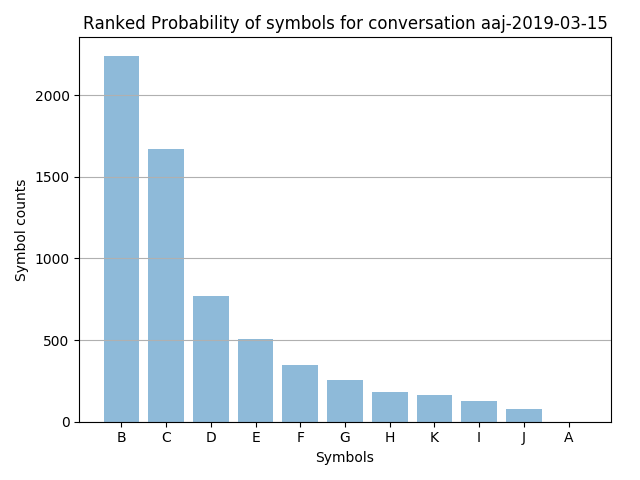 Ranked Probability of symbols for conversation aaj-2019-03-15
Symbol counts
2000
1500
1000
500
0
B C D E F G H K I J A
Symbols